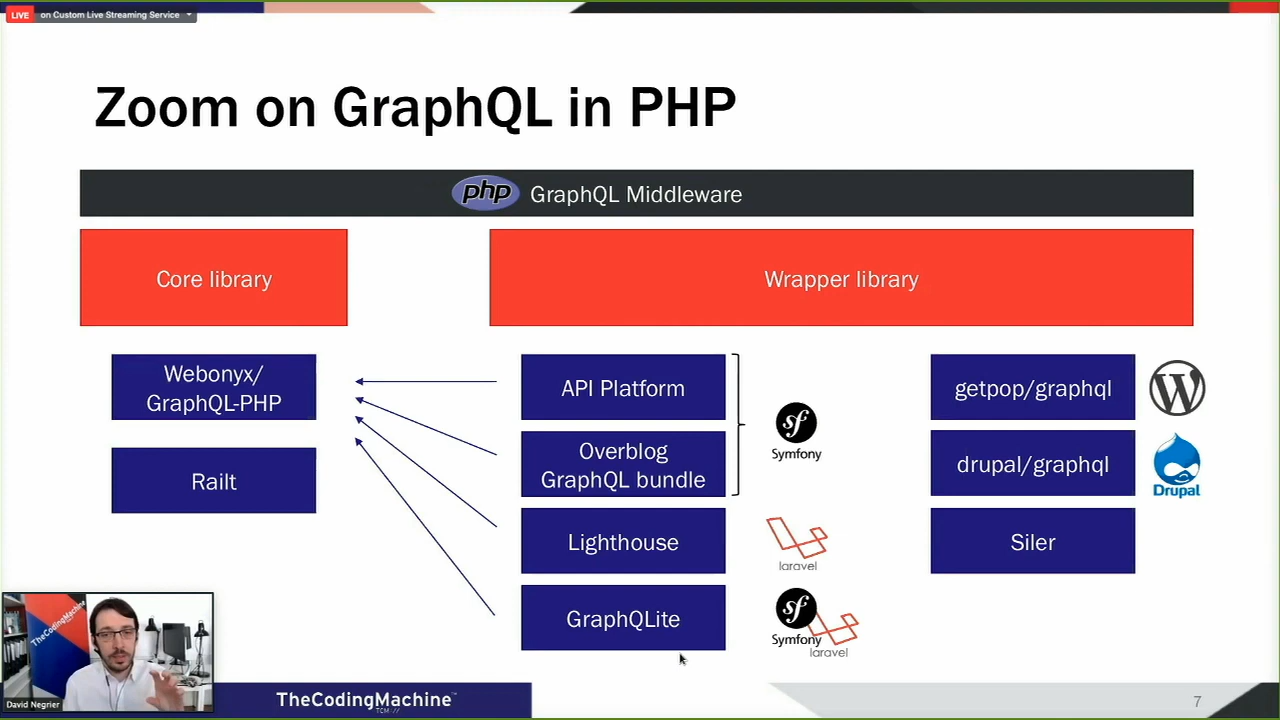 LIVE on Custom Live Streaming Service
Zoom on GraphQL in PHP
php GraphQL Middleware
Core library
Wrapper library
Webonyx/
GraphQL-PHP
Railt
API Platform
Overblog
GraphQL bundle
Lighthouse
GraphQLite
Symfony
laravel
Symfony
laravel
getpop/graphql
drupal/graphql
Drupal
Siler
TheCodingMachine
David Negrier
TheCodingMachine™
TCM://
7